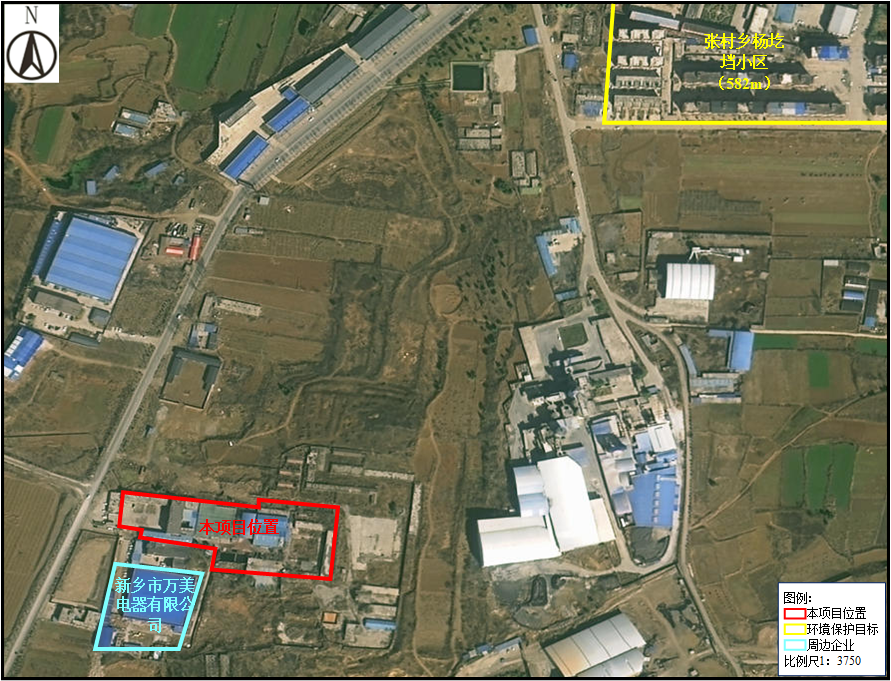 N
张村乡杨圪
垱小区
（582m）
本项目位置
新乡市万美
电器有限公
司
图例:
本项目位置
环境保护目标
周边企业
比例尺1：3750